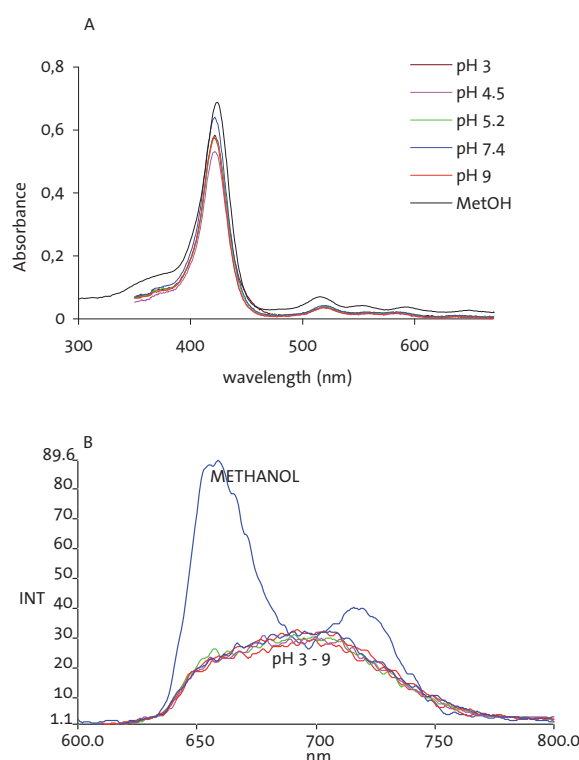 A
0,8
0,6
0,4
0,2
0
Absorbance
300
400
500
600
wavelength (nm)
pH 3
pH 4.5
pH 5.2
pH 7.4
pH 9
MetOH
B
89.6
80
70
60
50
40
30
20
10
1.1
INT
METHANOL
pH 3 - 9
600.0
650
700
750
800.0
nm